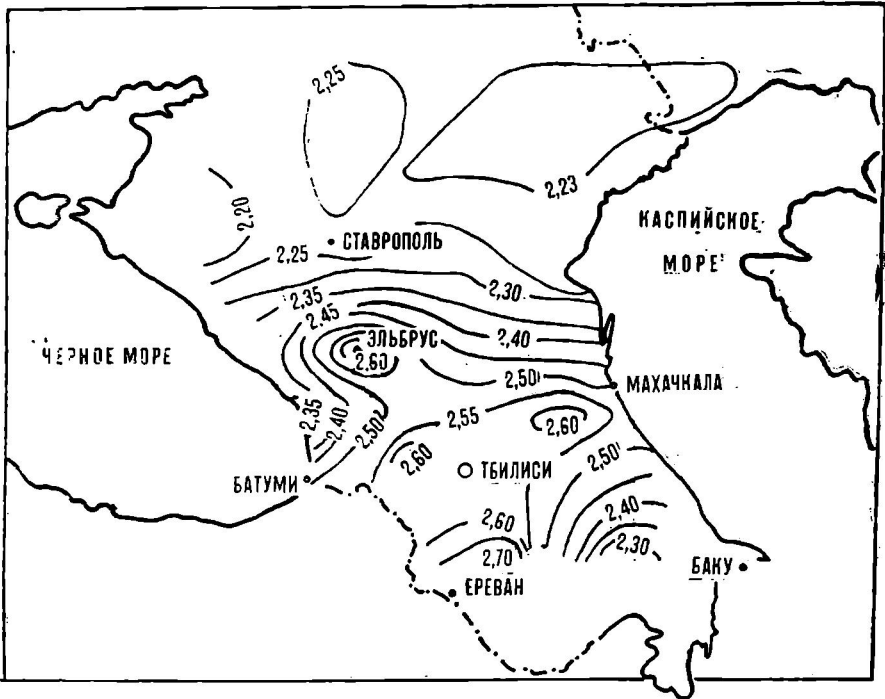 2,25
2,23
2,20
СТАВРОПОЛЬ
КАСПИЙСКОЕ
МОРЕ
2,25
2,30
2,35
2,45
ЭЛЬБРУС
2,40
ЧЕРНОЕ МОРЕ
2,60
2,50
МАХАЧКАЛА
2,35
2,40
2,50
2,55
2,60
2,60
ТБИЛИСИ
2,50
БАТУМИ
2,60
2,40
2,70
2,30
БАКУ
ЕРЕВАН